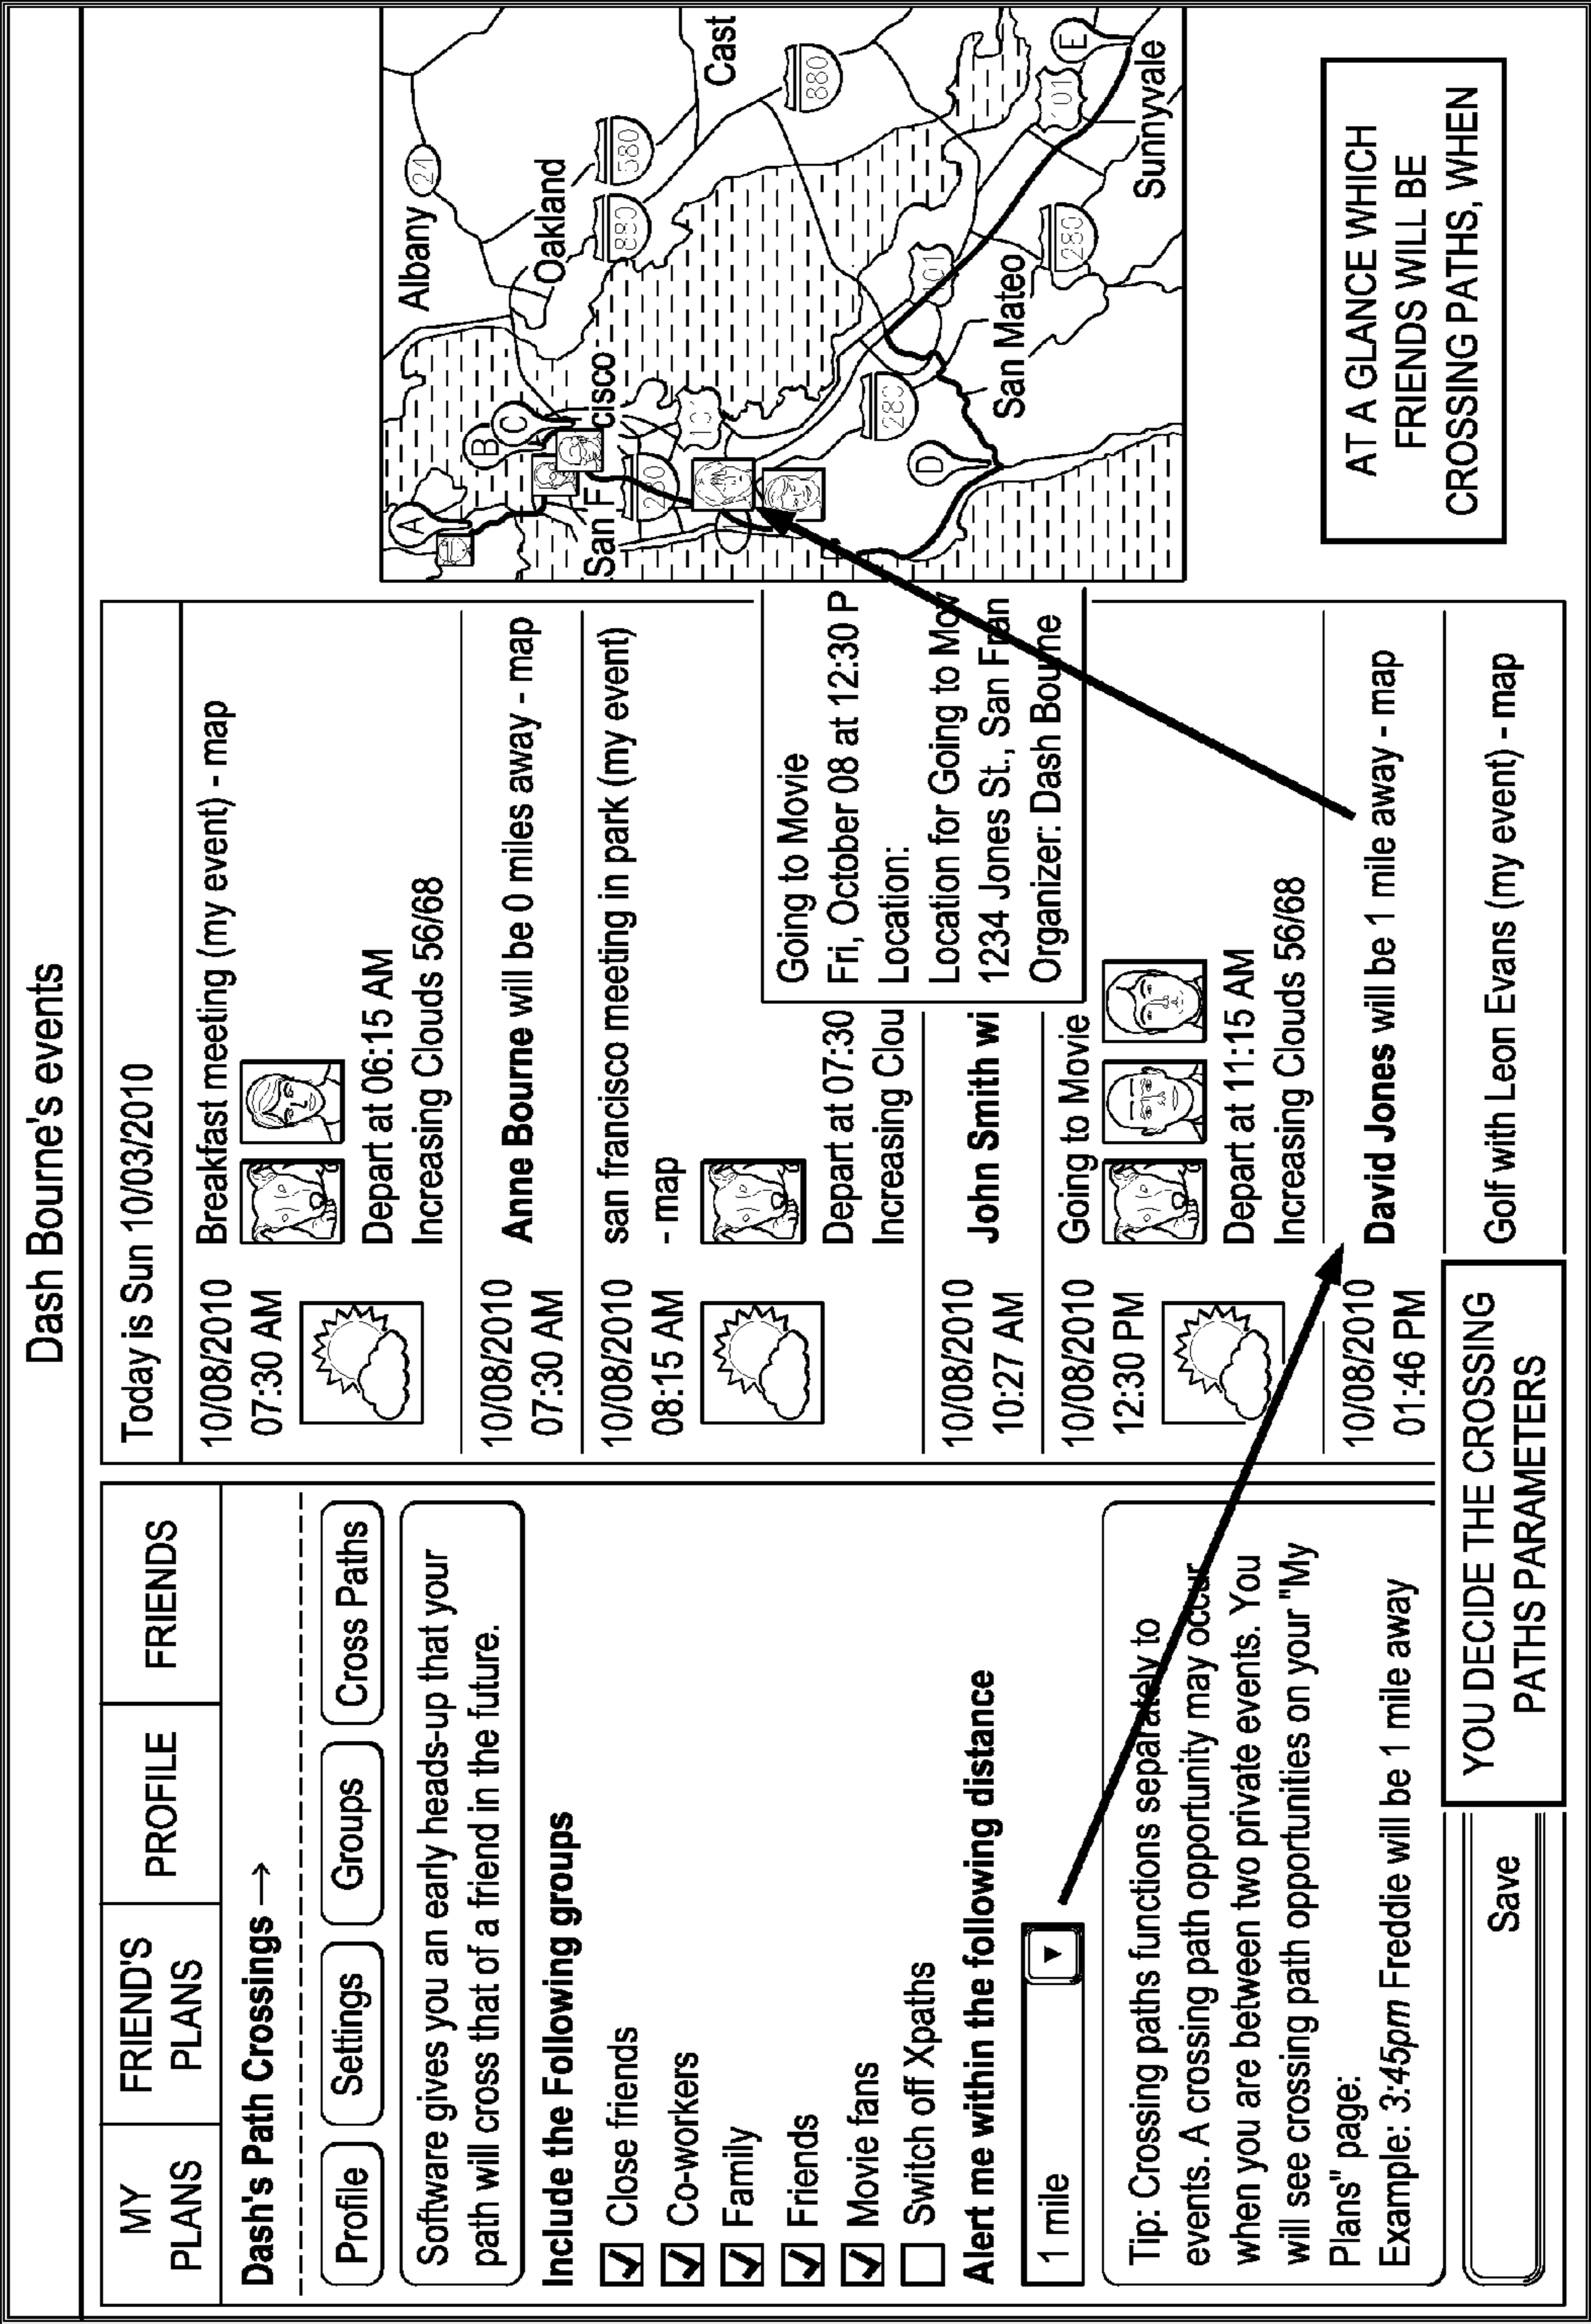 Dash Bourne's events
MY
PLANS
FRIEND'S
PLANS
PROFILE
FRIENDS
Dash's Path Crossings →
Profile
Settings
Groups
Cross Paths
Software gives you an early heads-up that your
path will cross that of a friend in the future.
Include the Following groups
Close friends
Co-workers
Family
Friends
Movie fans
Switch off Xpaths
Alert me within the following distance
1 mile
Tip: Crossing paths functions separately to
events. A crossing path opportunity may occur
when you are between two private events. You
will see crossing path opportunities on your "My
Plans" page:
Example: 3:45pm Freddie will be 1 mile away
Save
YOU DECIDE THE CROSSING
PATHS PARAMETERS
Today is Sun 10/03/2010
10/08/2010
07:30 AM
Breakfast meeting (my event) - map
Depart at 06:15 AM
Increasing Clouds 56/68
10/08/2010
07:30 AM
Anne Bourne will be 0 miles away - map
10/08/2010
08:15 AM
san francisco meeting in park (my event)
- map
Depart at 07:30
Increasing Clou
10/08/2010
10:27 AM
John Smith wi
10/08/2010
12:30 PM
Going to Movie
Depart at 11:15 AM
Increasing Clouds 56/68
10/08/2010
01:46 PM
David Jones will be 1 mile away - map
Golf with Leon Evans (my event) - map
Going to Movie
Fri, October 08 at 12:30 P
Location:
Location for Going to Mov
1234 Jones St., San Fran
Organizer: Dash Bourne
Albany
24
Oakland
880
580
Cast
880
A
B
C
San F
cisco
280
101
D
280
San Mateo
101
280
101
E
Sunnyvale
AT A GLANCE WHICH
FRIENDS WILL BE
CROSSING PATHS, WHEN